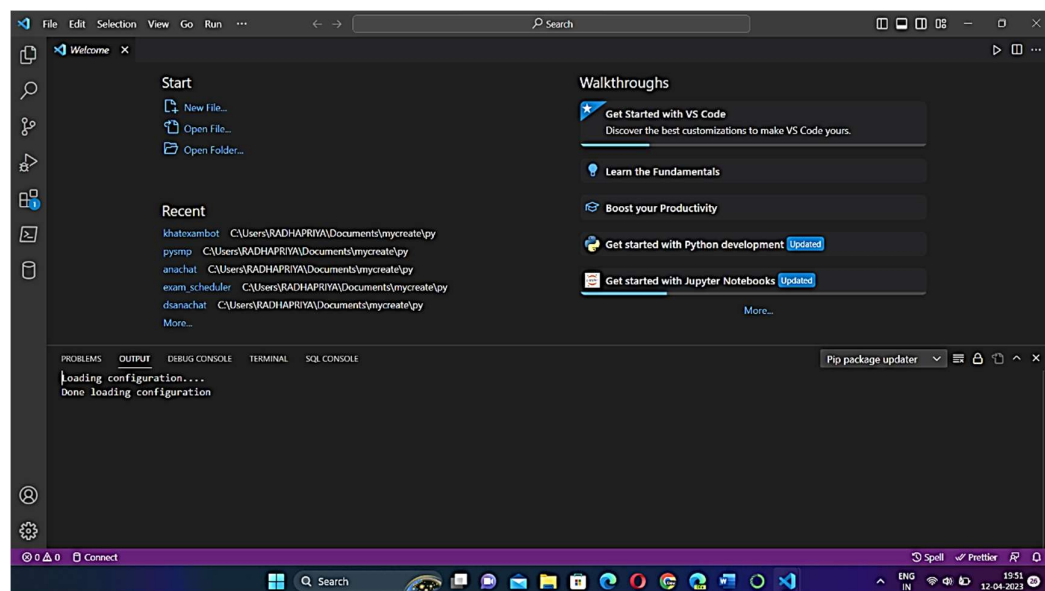 File Edit Selection View Go Run ··· Search
Welcome
Start
New File...
Open File...
Open Folder...
Recent
khatexambot C:\Users\RADHAPRIYA\Documents\mycreate\py
pysmp C:\Users\RADHAPRIYA\Documents\mycreate\py
anachat C:\Users\RADHAPRIYA\Documents\mycreate\py
exam_scheduler C:\Users\RADHAPRIYA\Documents\mycreate\py
dsanachat C:\Users\RADHAPRIYA\Documents\mycreate\py
More...
Walkthroughs
Get Started with VS Code
Discover the best customizations to make VS Code yours.
Learn the Fundamentals
Boost your Productivity
Get started with Python development Updated
Get started with Jupyter Notebooks Updated
More...
1
PROBLEMS OUTPUT DEBUG CONSOLE TERMINAL SQL CONSOLE Pip package updater
Loading configuration....
Done loading configuration
0 0 Connect Spell Prettier
Search
ENG 19:51
IN 12-04-2023 26